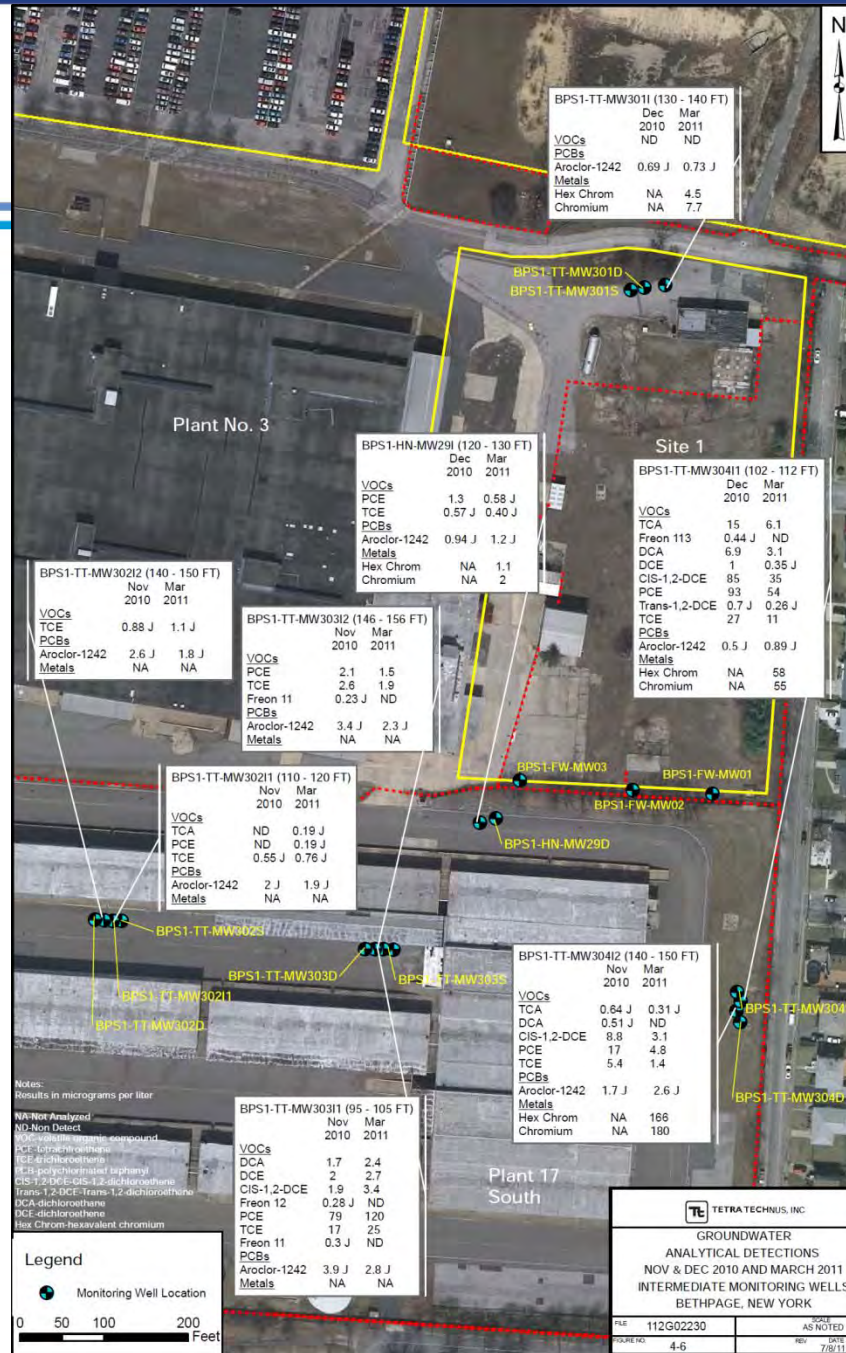 N
BPS1-TT-MW301I (130 - 140 FT)
Dec Mar
2010 2011
VOCs ND ND
PCBs
Aroclor-1242 0.69 J 0.73 J
Metals
Hex Chrom NA 4.5
Chromium NA 7.7
BPS1-TT-MW301D
BPS1-TT-MW301S
Plant No. 3
Site 1
BPS1-HN-MW29I (120 - 130 FT)
Dec Mar
2010 2011
VOCs
PCE 1.3 0.58 J
TCE 0.57 J 0.40 J
PCBs
Aroclor-1242 0.94 J 1.2 J
Metals
Hex Chrom NA 1.1
Chromium NA 2
BPS1-TT-MW304I1 (102 - 112 FT)
Dec Mar
2010 2011
VOCs
TCA 15 6.1
Freon 113 0.44 J ND
DCA 6.9 3.1
DCE 1 0.35 J
CIS-1,2-DCE 85 35
PCE 93 54
Trans-1,2-DCE 0.7 J 0.26 J
TCE 27 11
PCBs
Aroclor-1242 0.5 J 0.89 J
Metals
Hex Chrom NA 58
Chromium NA 55
BPS1-TT-MW302I2 (140 - 150 FT)
Nov Mar
2010 2011
VOCs
TCE 0.88 J 1.1 J
PCBs
Aroclor-1242 2.6 J 1.8 J
Metals NA NA
BPS1-TT-MW303I2 (146 - 156 FT)
Nov Mar
2010 2011
VOCs
PCE 2.1 1.5
TCE 2.6 1.9
Freon 11 0.23 J ND
PCBs
Aroclor-1242 3.4 J 2.3 J
Metals NA NA
BPS1-TT-MW302I1 (110 - 120 FT)
Nov Mar
2010 2011
VOCs
TCA ND 0.19 J
PCE ND 0.19 J
TCE 0.55 J 0.76 J
PCBs
Aroclor-1242 2 J 1.9 J
Metals NA NA
BPS1-FW-MW03
BPS1-FW-MW01
BPS1-FW-MW02
BPS1-HN-MW29D
BPS1-TT-MW302S
BPS1-TT-MW302I1
BPS1-TT-MW302D
BPS1-TT-MW303D
BPS1-TT-MW303S
BPS1-TT-MW304I2 (140 - 150 FT)
Nov Mar
2010 2011
VOCs
TCA 0.64 J 0.31 J
DCA 0.51 J ND
CIS-1,2-DCE 8.8 3.1
PCE 17 4.8
TCE 5.4 1.4
PCBs
Aroclor-1242 1.7 J 2.6 J
Metals
Hex Chrom NA 166
Chromium NA 180
BPS1-TT-MW304
BPS1-TT-MW304D
Notes:
Results in micrograms per liter
NA-Not Analyzed
ND-Non Detect
VOC-volatile organic compound
PCE-tetrachloroethene
TCE-trichloroethene
PCB-polychlorinated biphenyl
CIS-1,2-DCE-CIS-1,2-dichloroethene
Trans-1,2-DCE-Trans-1,2-dichloroethene
DCA-dichloroethane
DCE-dichloroethene
Hex Chrom-hexavalent chromium
BPS1-TT-MW303I1 (95 - 105 FT)
Nov Mar
2010 2011
VOCs
DCA 1.7 2.4
DCE 2 2.7
CIS-1,2-DCE 1.9 3.4
Freon 12 0.28 J ND
PCE 79 120
TCE 17 25
Freon 11 0.3 J ND
PCBs
Aroclor-1242 3.9 J 2.8 J
Metals NA NA
Plant 17
South
Legend
Monitoring Well Location
0 50 100 200
Feet
Tt TETRA TECH NUS, INC
GROUNDWATER
ANALYTICAL DETECTIONS
NOV & DEC 2010 AND MARCH 2011
INTERMEDIATE MONITORING WELLS
BETHPAGE, NEW YORK
FILE 112G02230 SCALE AS NOTED
FIGURE NO. 4-6 REV DATE 7/8/11